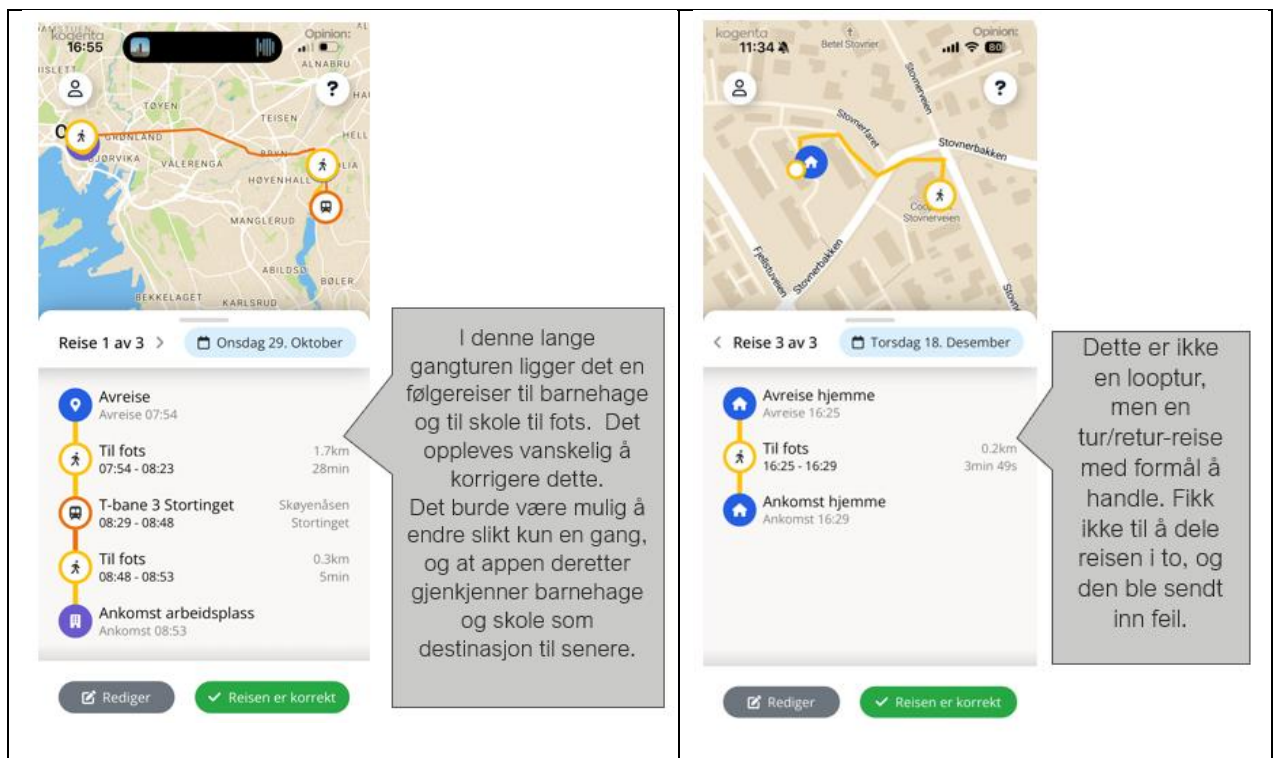 kogenta
Opinion:
16:55
ALNABRU
TØYEN
TEISEN
GRØNLAND
HELL
BJØRVIKA
VÅLERENGA
BRYN
HØYENHALL
MANGLERUD
ABILDSØ
BØLER
BEKKELAGET
KARLSRUD
?
Reise 1 av 3 >
Onsdag 29. Oktober
Avreise
Avreise 07:54
Til fots 1.7km
07:54 - 08:23 28min
T-bane 3 Stortinget Skøyenåsen
08:29 - 08:48 Stortinget
Til fots 0.3km
08:48 - 08:53 5min
Ankomst arbeidsplass
Ankomst 08:53
Rediger
Reisen er korrekt
I denne lange
gangturen ligger det en
følgereiser til barnehage
og til skole til fots. Det
oppleves vanskelig å
korrigere dette.
Det burde være mulig å
endre slikt kun en gang,
og at appen deretter
gjenkjenner barnehage
og skole som
destinasjon til senere.
kogenta
Opinion:
11:34
80
Betel Stovner
?
Stovnerveien
Stovnerfaret
Stovnerbakken
Coop
Stovnerveien
Fjellstuveien
Stovnerbakken
< Reise 3 av 3
Torsdag 18. Desember
Avreise hjemme
Avreise 16:25
Til fots 0.2km
16:25 - 16:29 3min 49s
Ankomst hjemme
Ankomst 16:29
Rediger
Reisen er korrekt
Dette er ikke
en looptur,
men en
tur/retur-reise
med formål å
handle. Fikk
ikke til å dele
reisen i to, og
den ble sendt
inn feil.